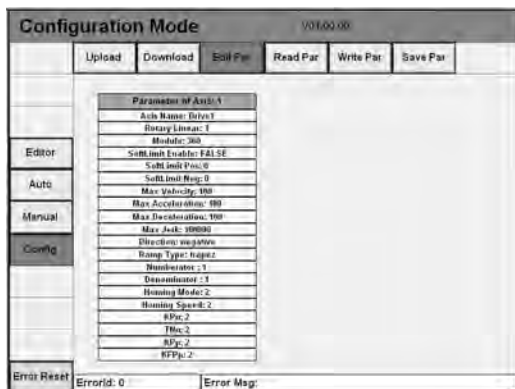 Configuration Mode V01.00.00
Upload Download Edit Par Read Par Write Par Save Par
Parameter of Axis: 1
Axis Name: Drive1
Rotary Linear: 1
Module: 360
SoftLimit Enable: FALSE
SoftLimit Pos: 0
SoftLimit Neg: 0
Max Velocity: 100
Max Acceleration: 100
Max Deceleration: 100
Max Jerk: 100000
Direction: negative
Ramp Type: trapez
Numberator : 1
Denominator : 1
Homing Mode: 2
Homing Speed: 2
KPx: 2
TNx: 2
KPp: 2
KFPp: 2
Editor
Auto
Manual
Config
Error Reset
ErrorId: 0
Error Msg: